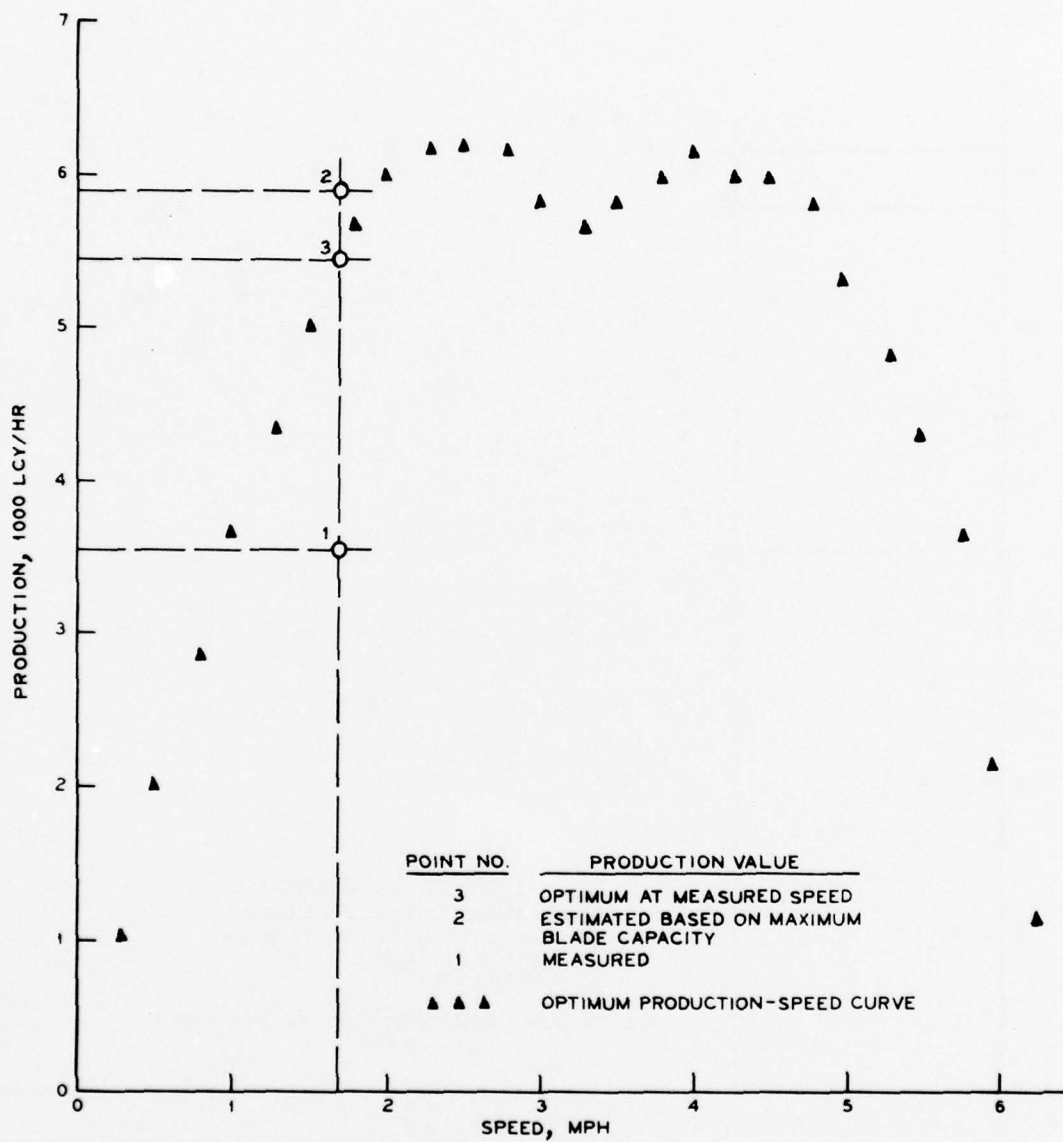 7
6
5
4
3
2
1
0
PRODUCTION, 1000 LCY/HR
2
3
1
POINT NO. PRODUCTION VALUE
3 OPTIMUM AT MEASURED SPEED
2 ESTIMATED BASED ON MAXIMUM
BLADE CAPACITY
1 MEASURED
OPTIMUM PRODUCTION-SPEED CURVE
0 1 2 3 4 5 6
SPEED, MPH